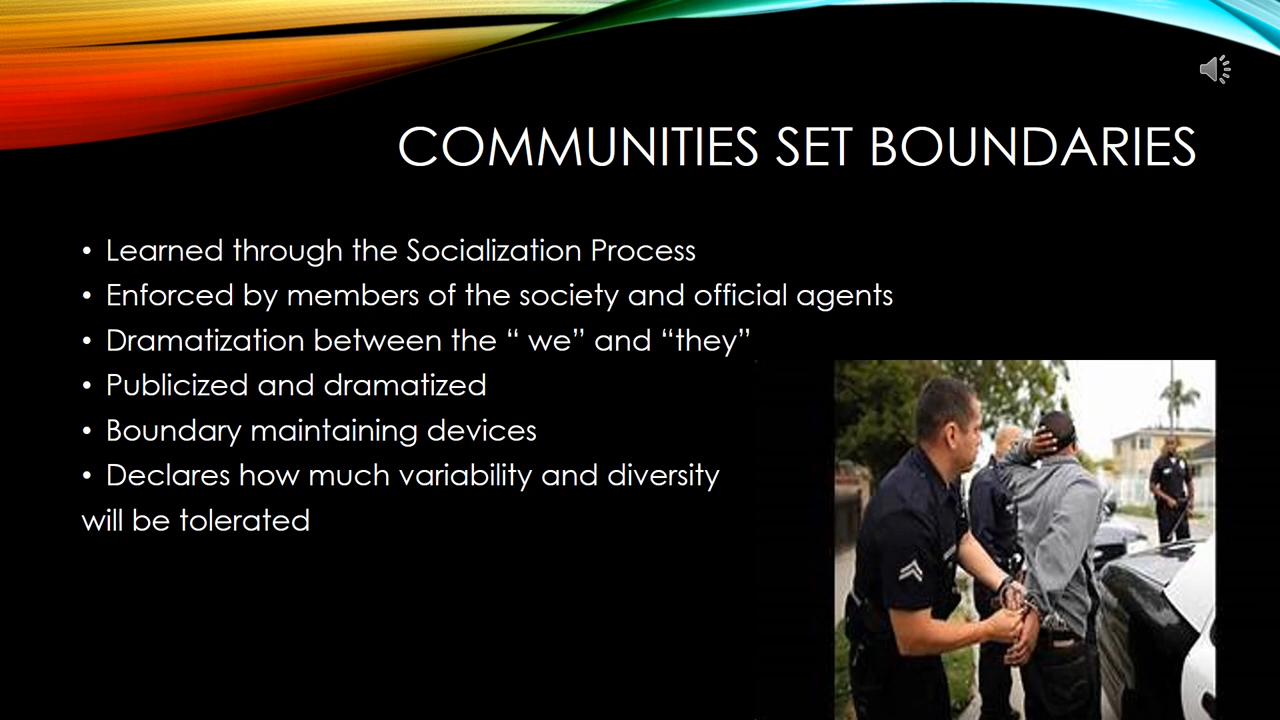 COMMUNITIES SET BOUNDARIES
• Learned through the Socialization Process
• Enforced by members of the society and official agents
• Dramatization between the “ we” and “they”
• Publicized and dramatized
• Boundary maintaining devices
• Declares how much variability and diversity
will be tolerated